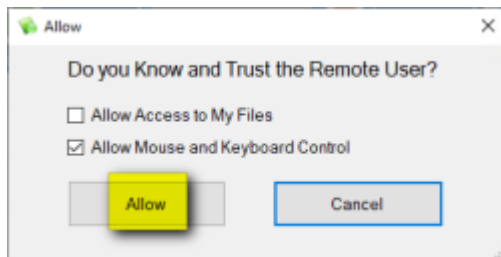 Allow
Do you Know and Trust the Remote User?
Allow Access to My Files
Allow Mouse and Keyboard Control
Allow
Cancel